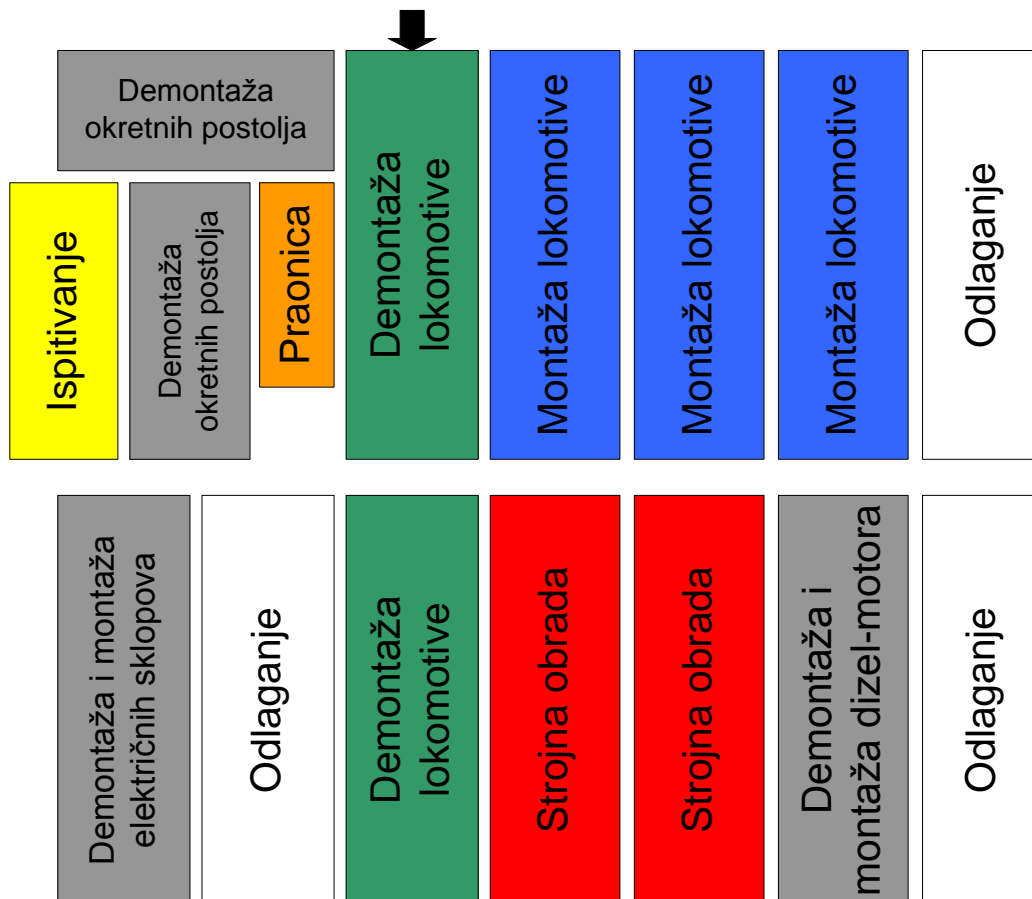 Demontaža
okretnih postolja
Ispitivanje
Demontaža
okretnih postolja
Praonica
Demontaža
lokomotive
Montaža lokomotive
Montaža lokomotive
Montaža lokomotive
Odlaganje
Demontaža i montaža
električnih sklopova
Odlaganje
Demontaža
lokomotive
Strojna obrada
Strojna obrada
Demontaža i
montaža dizel-motora
Odlaganje